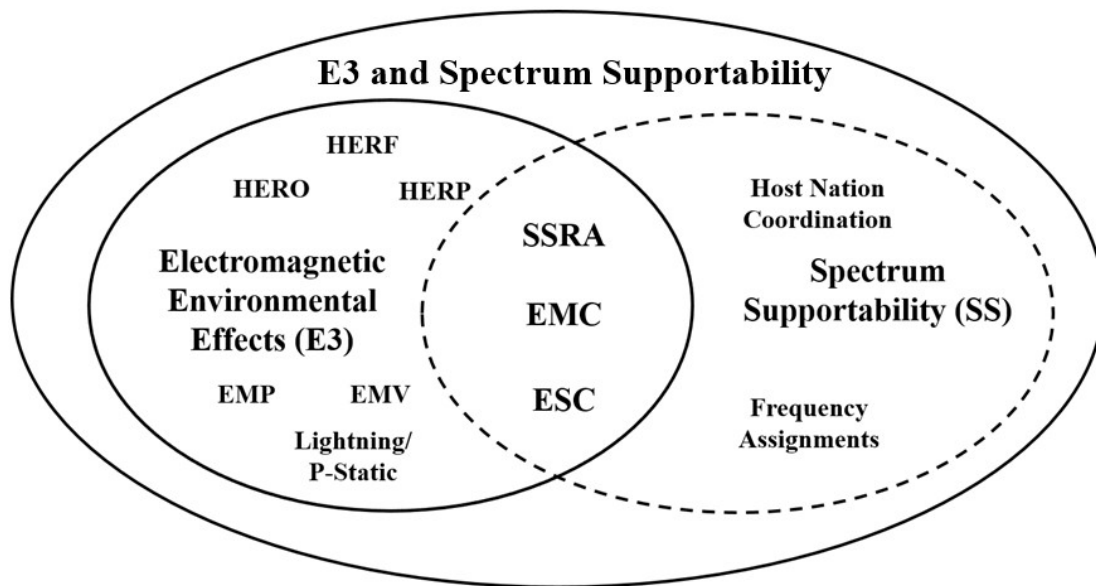 E3 and Spectrum Supportability
HERF
HERO
HERP
Electromagnetic
Environmental
Effects (E3)
EMP
EMV
Lightning/
P-Static
SSRA
EMC
ESC
Host Nation
Coordination
Spectrum
Supportability (SS)
Frequency
Assignments